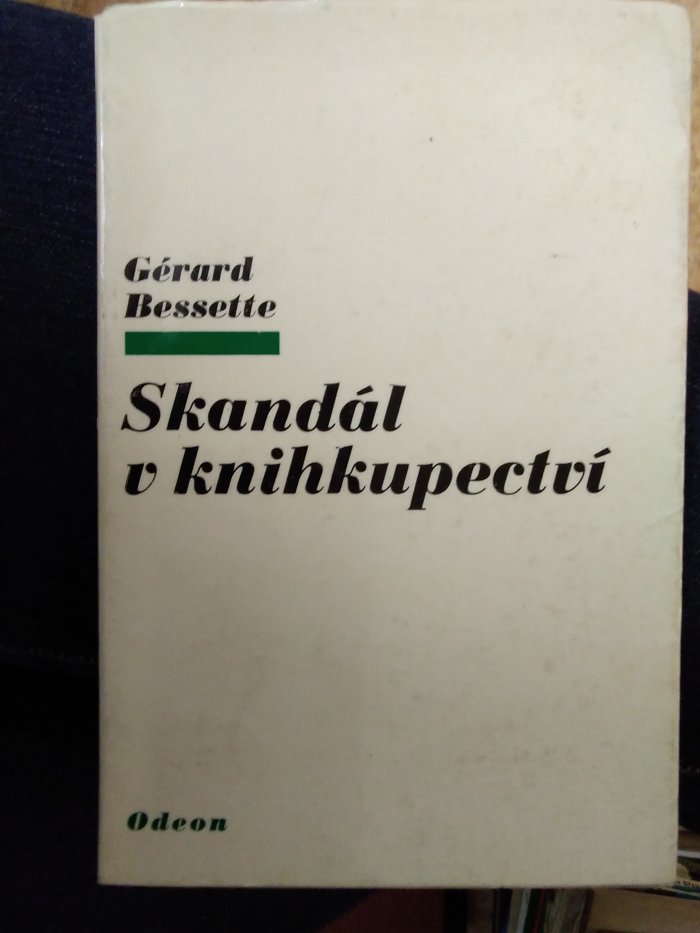 Gérard
Bessette
Skandál
v knihkupectví
Odeon